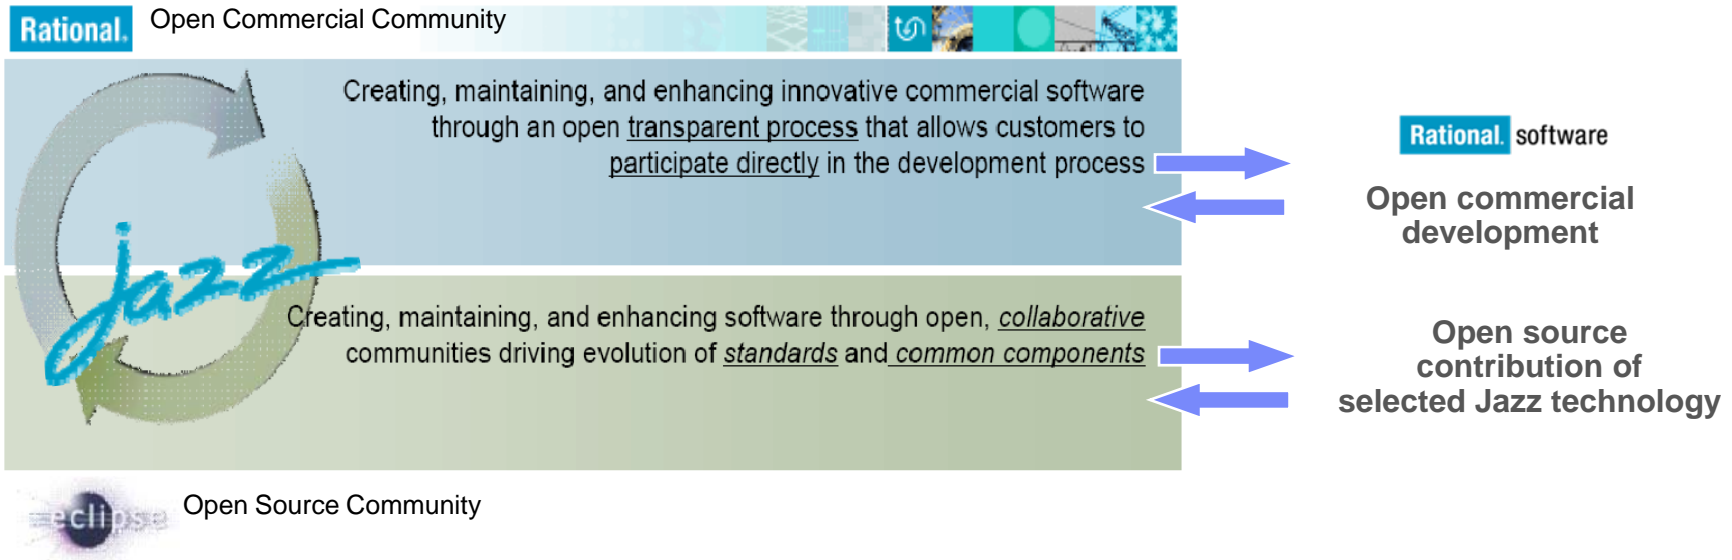 Rational.
Open Commercial Community
Creating, maintaining, and enhancing innovative commercial software
through an open transparent process that allows customers to
participate directly in the development process
Rational. software
Open commercial
development
jazz
Creating, maintaining, and enhancing software through open, collaborative
communities driving evolution of standards and common components
Open source
contribution of
selected Jazz technology
eclipse
Open Source Community